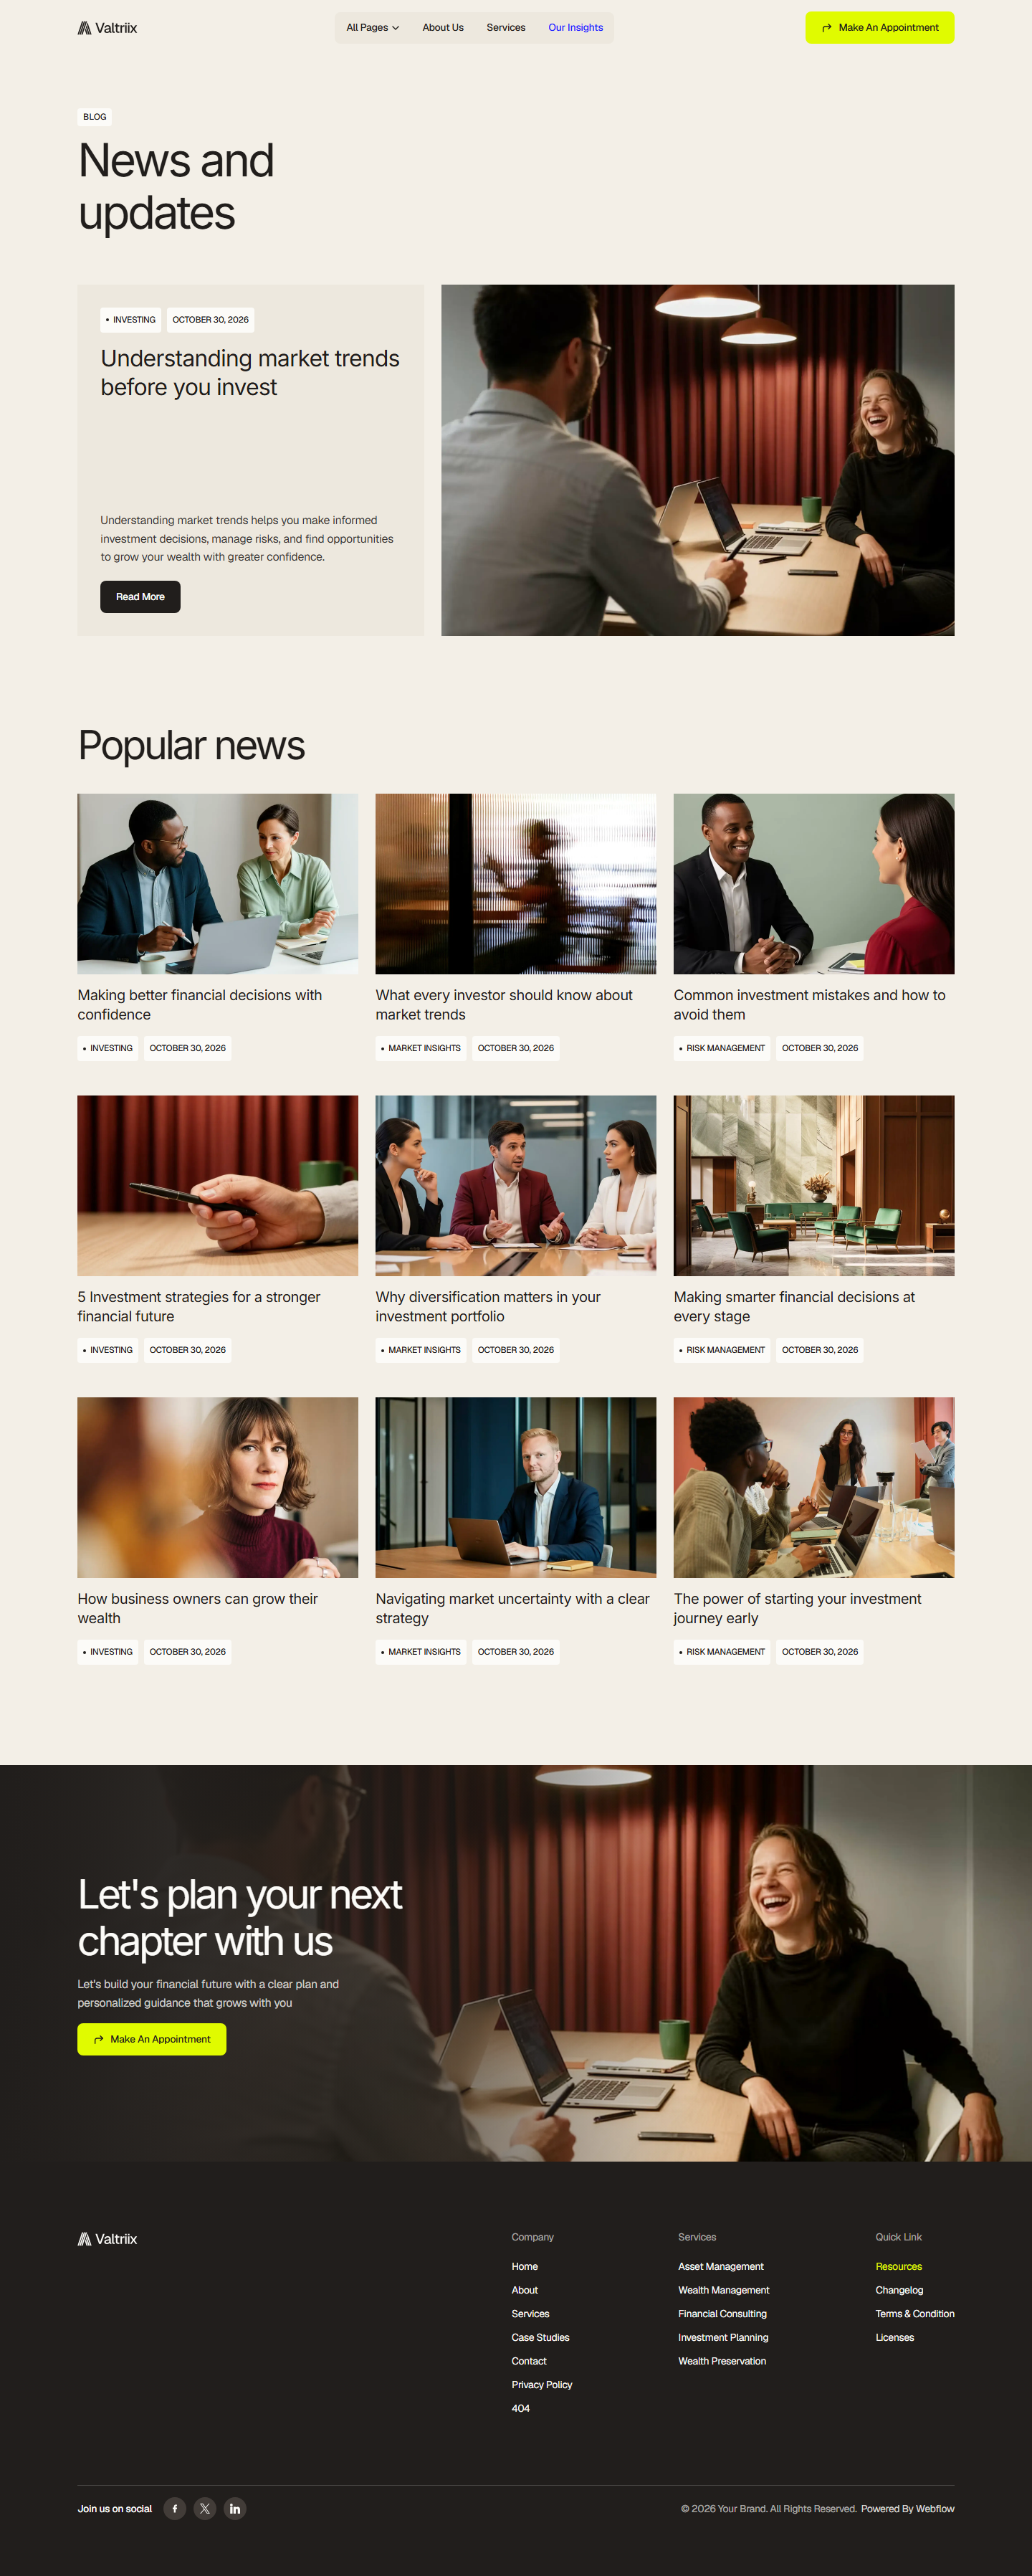 Valtriix
All Pages
About Us
Services
Our Insights
Make An Appointment
BLOG
News and
updates
• INVESTING
OCTOBER 30, 2026
Understanding market trends
before you invest
Understanding market trends helps you make informed
investment decisions, manage risks, and find opportunities
to grow your wealth with greater confidence.
Read More
Popular news
Making better financial decisions with
confidence
• INVESTING
OCTOBER 30, 2026
What every investor should know about
market trends
• MARKET INSIGHTS
OCTOBER 30, 2026
Common investment mistakes and how to
avoid them
• RISK MANAGEMENT
OCTOBER 30, 2026
5 Investment strategies for a stronger
financial future
• INVESTING
OCTOBER 30, 2026
Why diversification matters in your
investment portfolio
• MARKET INSIGHTS
OCTOBER 30, 2026
Making smarter financial decisions at
every stage
• RISK MANAGEMENT
OCTOBER 30, 2026
How business owners can grow their
wealth
• INVESTING
OCTOBER 30, 2026
Navigating market uncertainty with a clear
strategy
• MARKET INSIGHTS
OCTOBER 30, 2026
The power of starting your investment
journey early
• RISK MANAGEMENT
OCTOBER 30, 2026
Let's plan your next
chapter with us
Let's build your financial future with a clear plan and
personalized guidance that grows with you
Make An Appointment
Valtriix
Company
Home
About
Services
Case Studies
Contact
Privacy Policy
404
Services
Asset Management
Wealth Management
Financial Consulting
Investment Planning
Wealth Preservation
Quick Link
Resources
Changelog
Terms & Condition
Licenses
Join us on social
© 2026 Your Brand. All Rights Reserved. Powered By Webflow